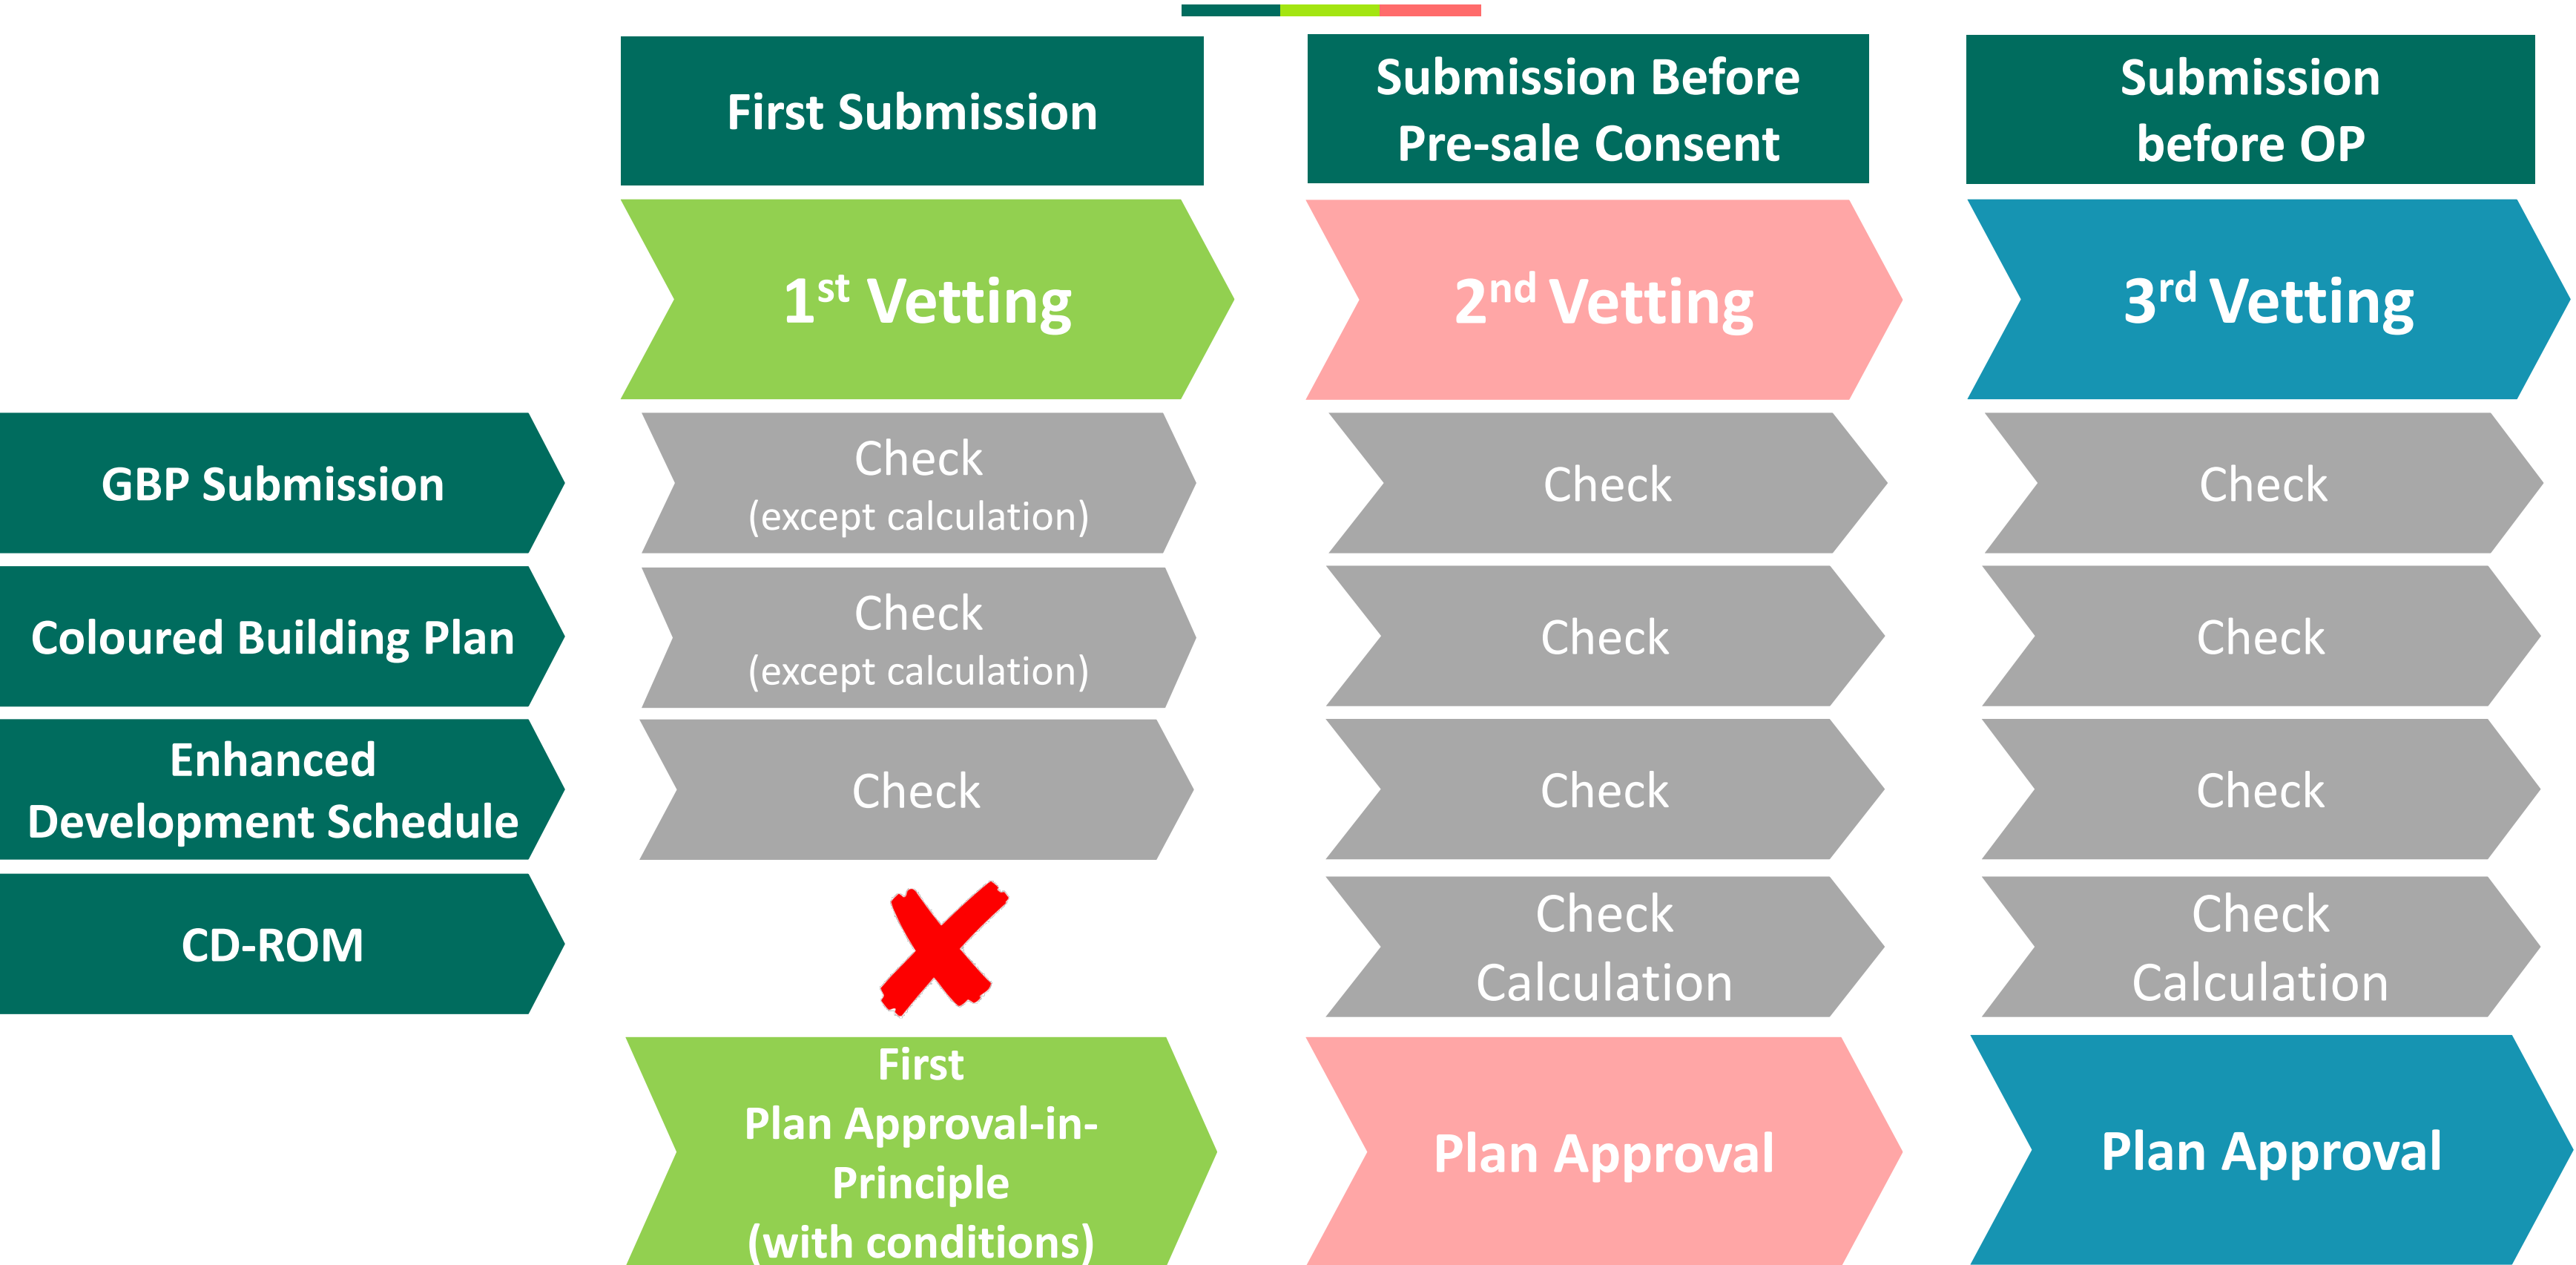 First Submission
Submission Before
Pre-sale Consent
Submission
before OP
1st Vetting
2nd Vetting
3rd Vetting
GBP Submission
Check
(except calculation)
Check
Check
Coloured Building Plan
Check
(except calculation)
Check
Check
Enhanced
Development Schedule
Check
Check
Check
CD-ROM
Check
Calculation
Check
Calculation
First
Plan Approval-in-
Principle
(with conditions)
Plan Approval
Plan Approval